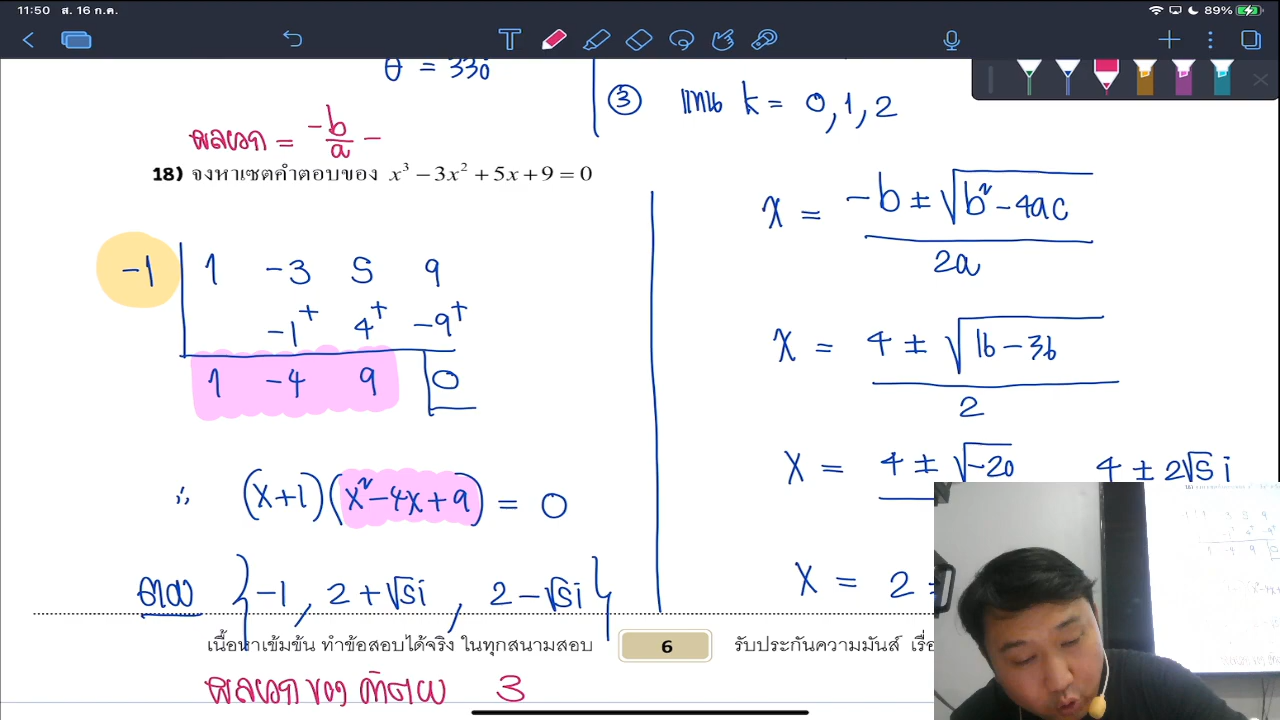 11:50 ส. 16 ก.ค.
89%
θ = 330
③ แทน k = 0, 1, 2
ผลบวก = -b/a -
18) จงหาเซตคำตอบของ x³ − 3x² + 5x + 9 = 0
-1 | 1 -3 5 9
-1⁺ 4⁺ -9⁺
1 -4 9 | 0
∴ (x+1)(x²-4x+9) = 0
ตอบ {-1, 2+√5i, 2-√5i}
x = (-b ± √(b²-4ac))/2a
x = (4 ± √(16-36))/2
x = 4 ± √-20 4 ± 2√5 i
x = 2
เนื้อหาเข้มข้น ทำข้อสอบได้จริง ในทุกสนามสอบ 6 รับประกันความมันส์
ผลบวก ของ คำตอบ 3